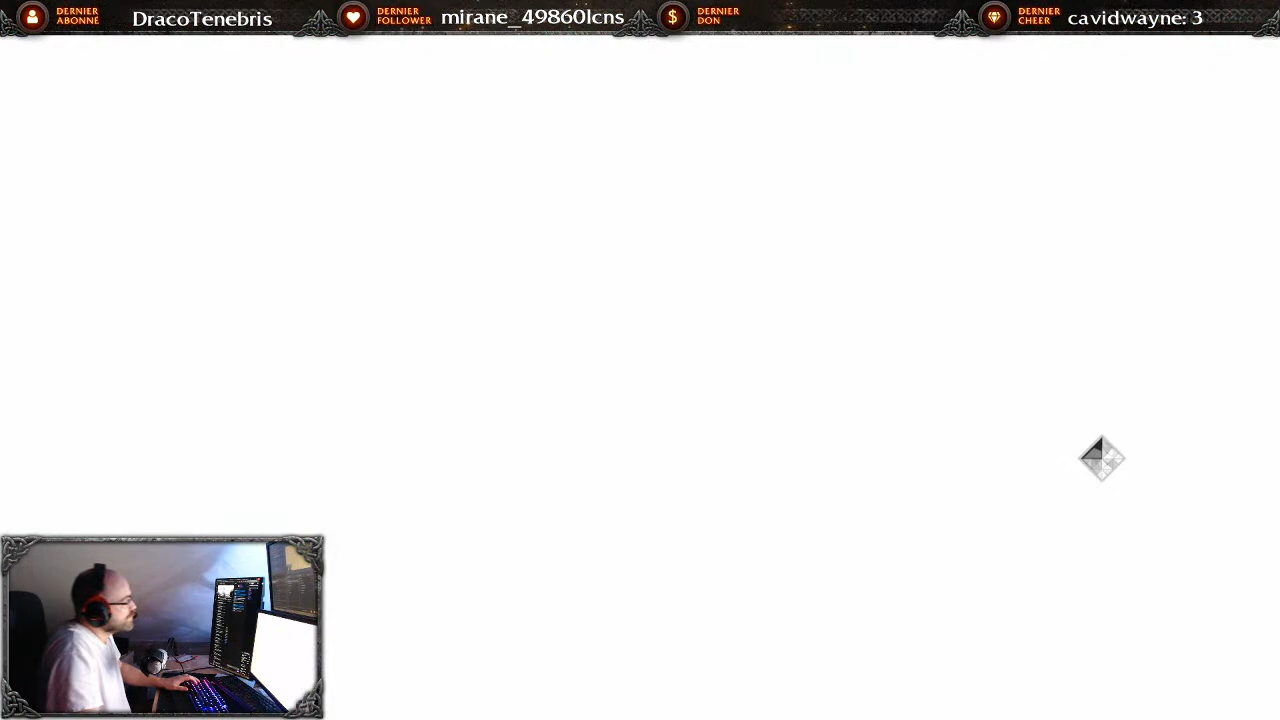 DERNIER
ABONNÉ
DracoTenebris
DERNIER
FOLLOWER
mirane_49860lcns
DERNIER
DON
DERNIER
CHEER
cavidwayne: 3